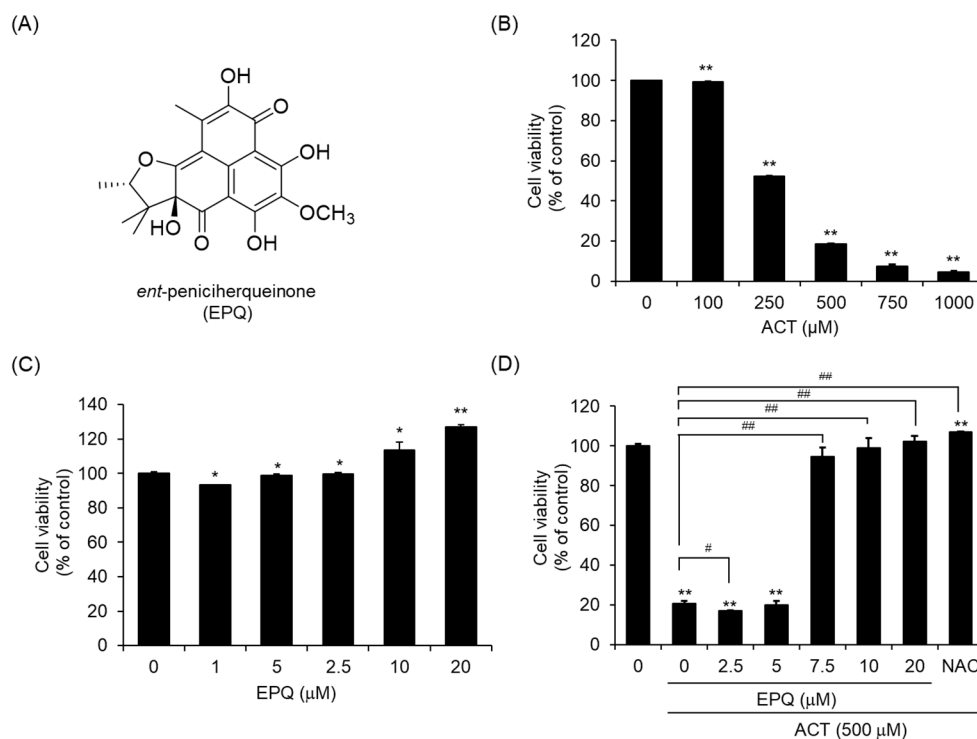 (A)
OH
O
O
OH
HO
O
OH
OCH3
ent-peniciherqueinone
(EPQ)
(B)
Cell viability
(% of control)
120
100
80
60
40
20
0
**
**
**
**
**
0 100 250 500 750 1000
ACT (µM)
(C)
Cell viability
(% of control)
140
120
100
80
60
40
20
0
*
*
*
*
**
0 1 5 2.5 10 20
EPQ (µM)
(D)
Cell viability
(% of control)
120
100
80
60
40
20
0
##
##
##
##
#
**
**
**
**
0 0 2.5 5 7.5 10 20 NAC
EPQ (µM)
ACT (500 µM)